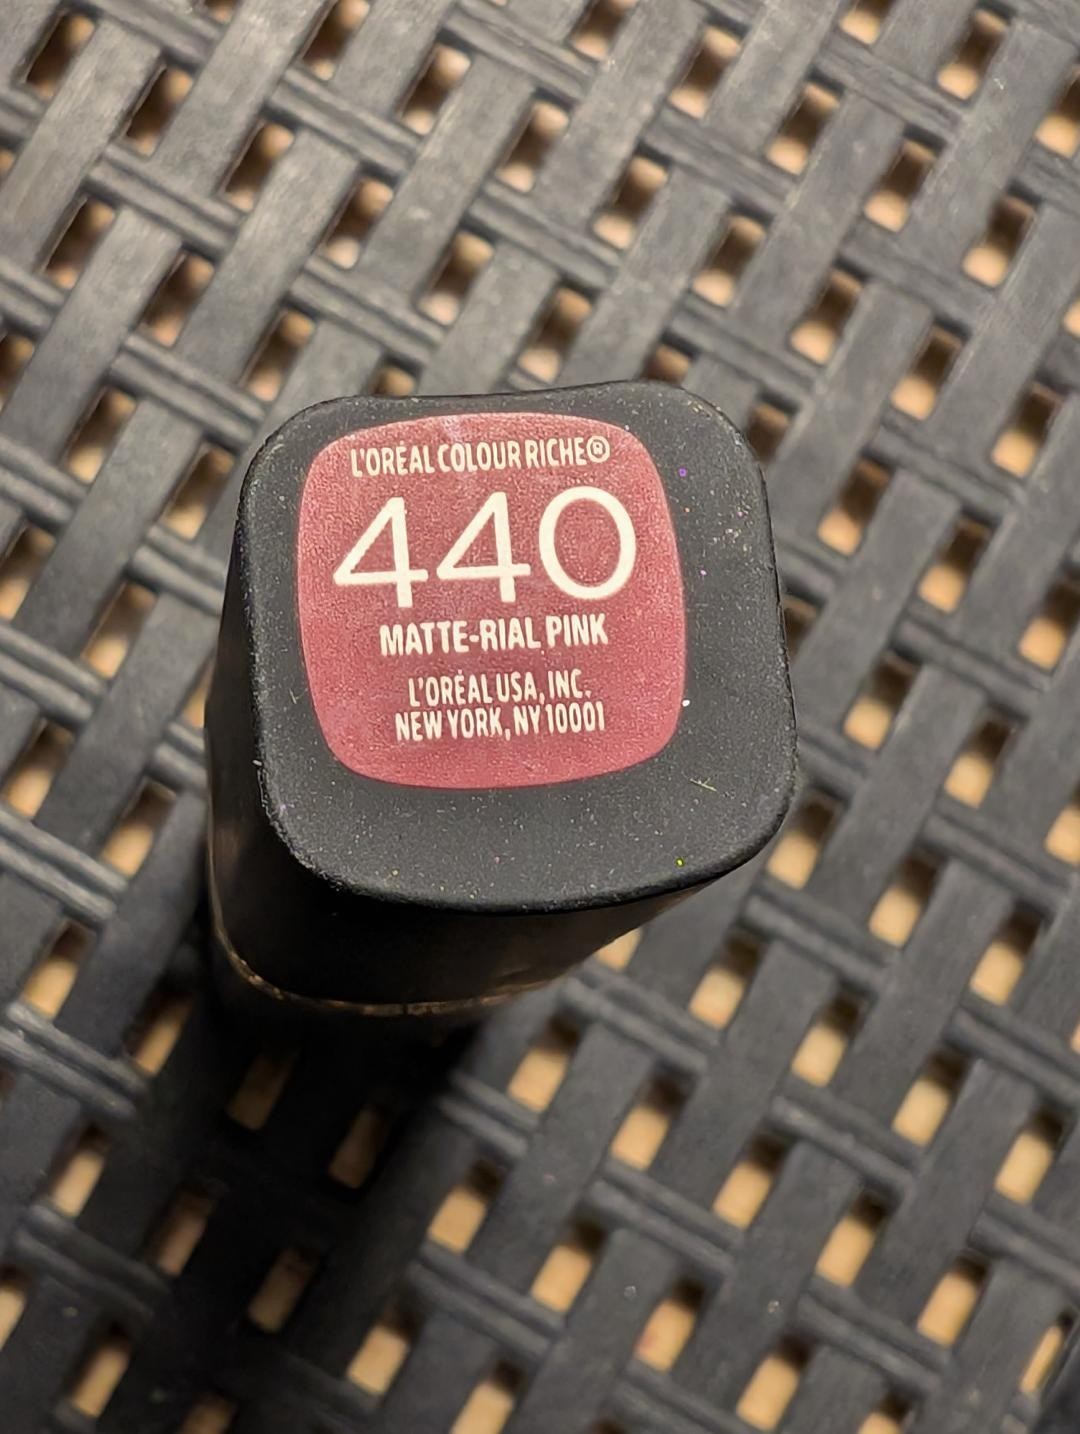 L'ORÉAL COLOUR RICHE®
440
MATTE-RIAL PINK
L'ORÉAL USA, INC.
NEW YORK, NY 10001